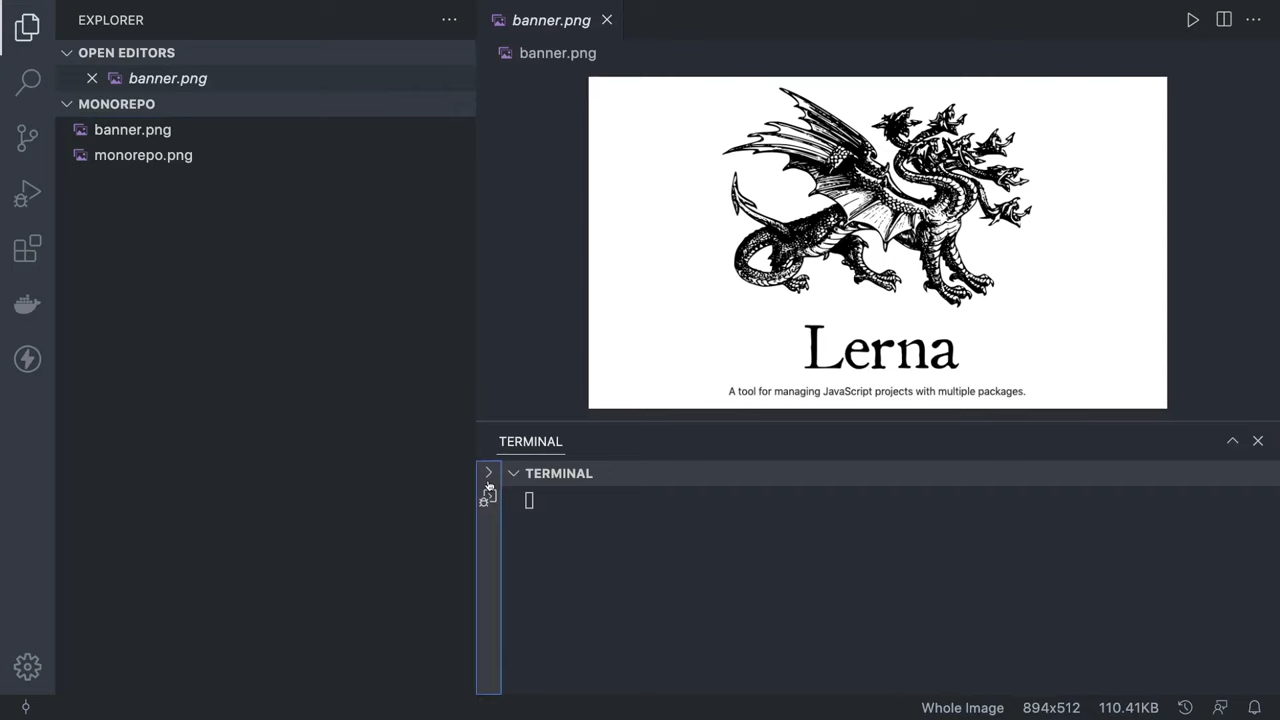 EXPLORER
OPEN EDITORS
banner.png
MONOREPO
banner.png
monorepo.png
banner.png
banner.png
Lerna
A tool for managing JavaScript projects with multiple packages.
TERMINAL
TERMINAL
Whole Image 894x512 110.41KB